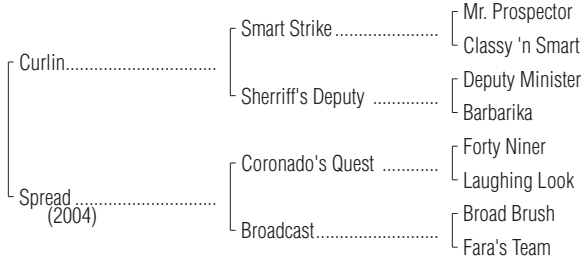 Mr. Prospector
Smart Strike ......................
Classy 'n Smart
Curlin................................
Deputy Minister
Sherriff's Deputy ..............
Barbarika
Forty Niner
Coronado's Quest ............
Laughing Look
Spread .............................
(2004)
Broad Brush
Broadcast..........................
Fara's Team